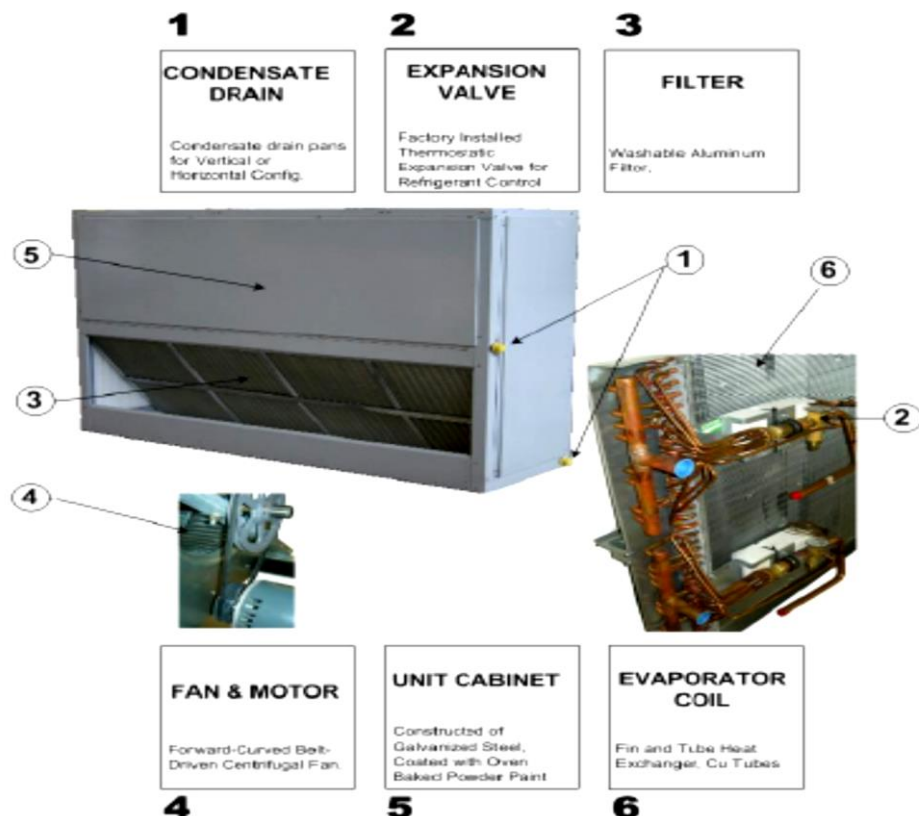 1
2
3
CONDENSATE
DRAIN
Condensate drain pans
for Vertical or
Horizontal Config.
EXPANSION
VALVE
Factory Installed
Thermostatic
Expansion Valve for
Refrigerant Control
FILTER
Washable Aluminum
Filter.
5
1
6
3
2
4
FAN & MOTOR
Forward-Curved Belt-
Driven Centrifugal Fan.
UNIT CABINET
Constructed of
Galvanized Steel,
Coated with Oven
Baked Powder Paint
EVAPORATOR
COIL
Fin and Tube Heat
Exchanger, Cu Tubes
4
5
6